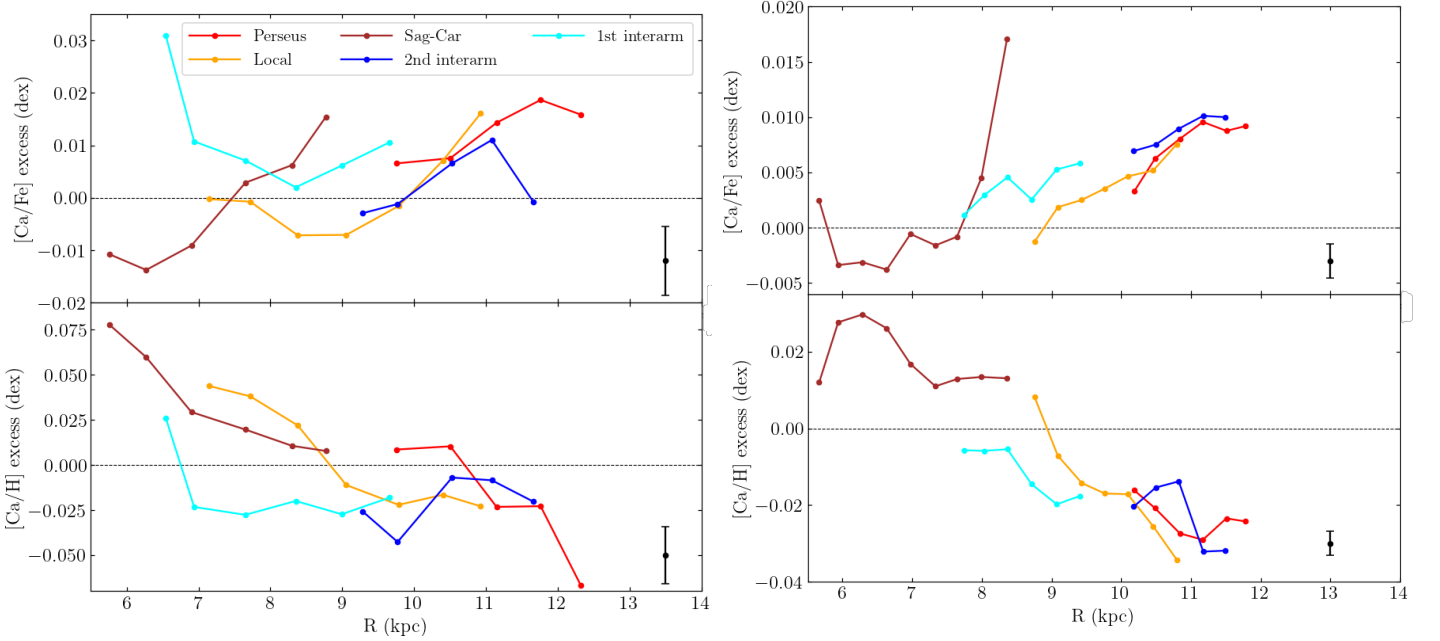 [Ca/Fe] excess (dex)
0.03
0.02
0.01
0.00
−0.01
−0.02
Perseus
Local
Sag-Car
2nd interarm
1st interarm
[Ca/H] excess (dex)
0.075
0.050
0.025
0.000
−0.025
−0.050
6 7 8 9 10 11 12 13 14
R (kpc)
[Ca/Fe] excess (dex)
0.020
0.015
0.010
0.005
0.000
−0.005
[Ca/H] excess (dex)
0.02
0.00
−0.02
−0.04
6 7 8 9 10 11 12 13 14
R (kpc)